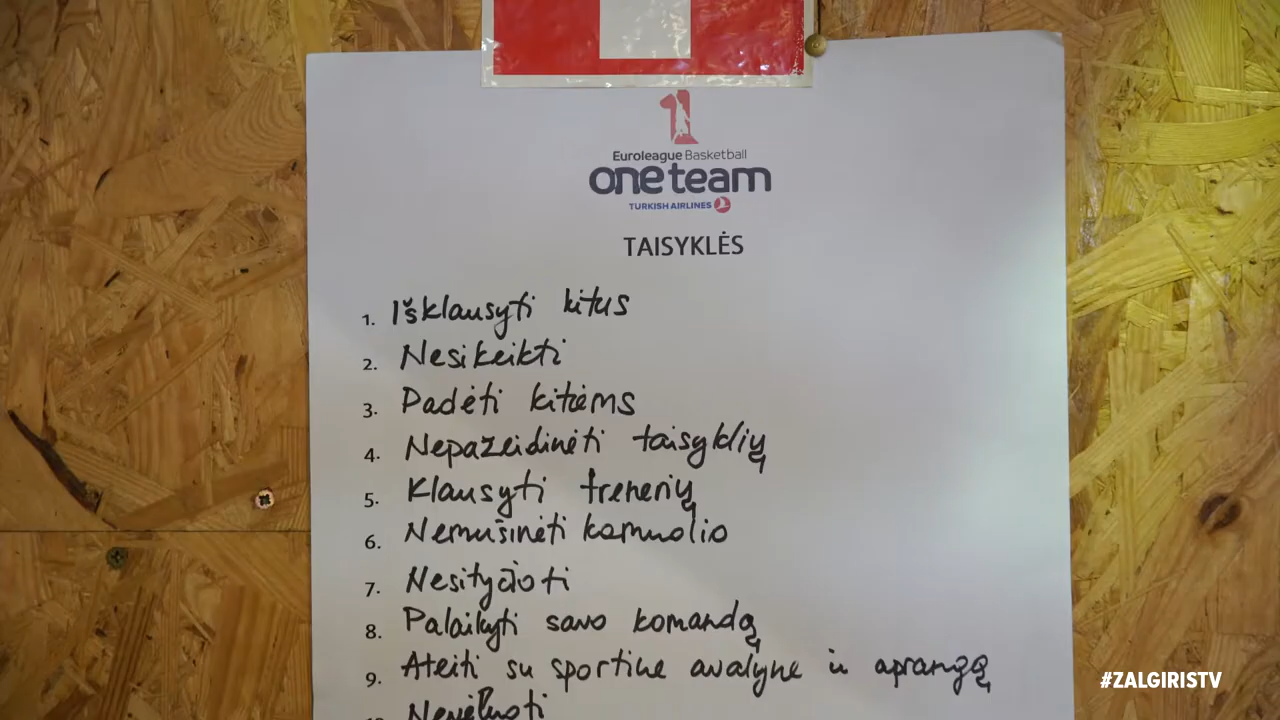 1
Euroleague Basketball
one team
TURKISH AIRLINES
TAISYKLĖS
1. Išklausyti kitus
2. Nesikeikti
3. Padėti kitiems
4. Nepažeidinėti taisyklių
5. Klausyti trenerių
6. Nemušinėti kamuolio
7. Nesityčioti
8. Palaikyti savo komandą
9. Ateiti su sportine avalyne ir apranga
#ZALGIRISTV